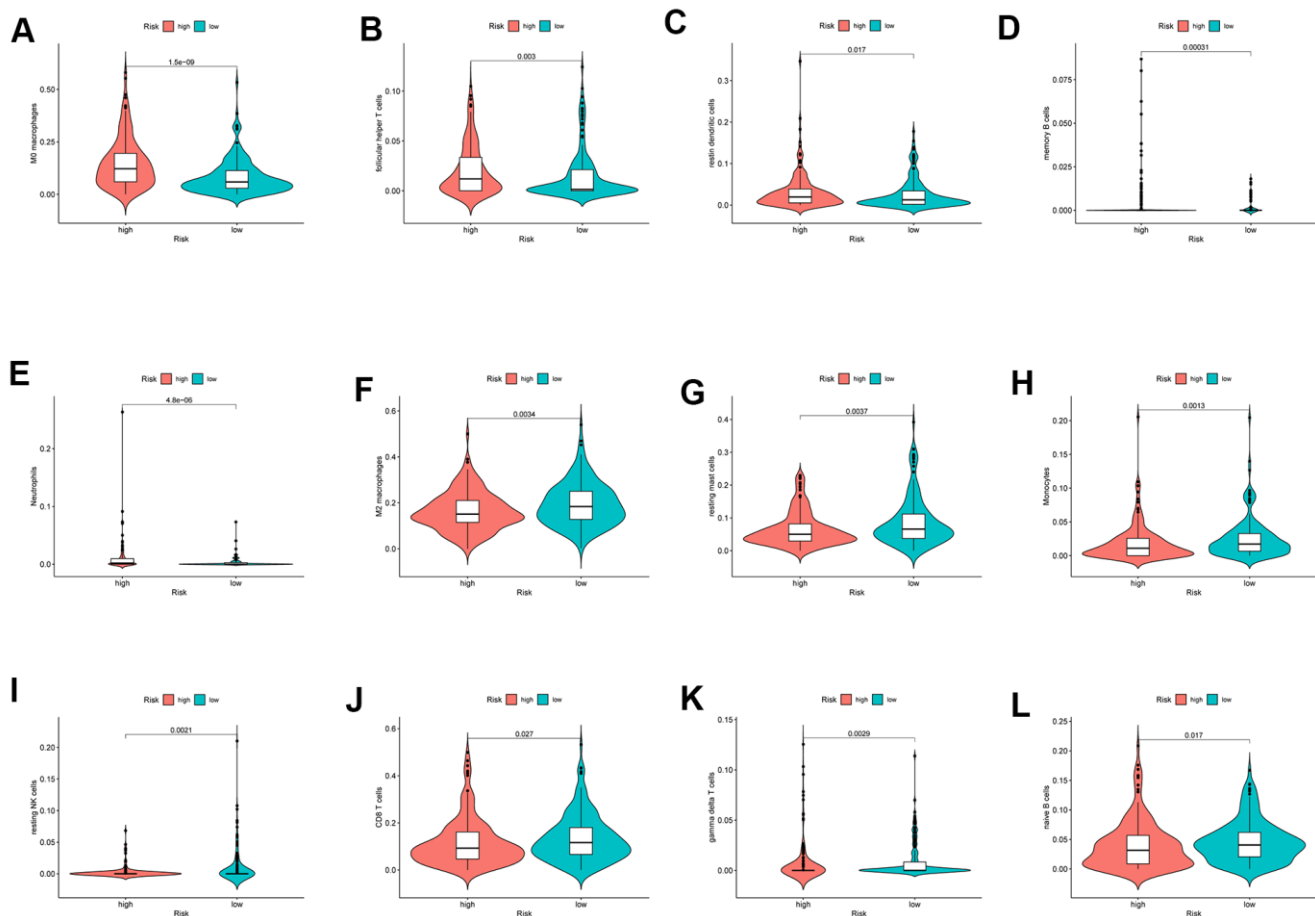 A
Risk high low
1.5e-09
M0 macrophages
0.50
0.25
0.00
high low
Risk
B
Risk high low
0.003
follicular helper T cells
0.10
0.05
0.00
high low
Risk
C
Risk high low
0.017
restin dendritic cells
0.3
0.2
0.1
0.0
high low
Risk
D
Risk high low
0.00031
memory B cells
0.075
0.050
0.025
0.000
high low
Risk
E
Risk high low
4.8e-06
Neutrophils
0.2
0.1
0.0
high low
Risk
F
Risk high low
0.0034
M2 macrophages
0.6
0.4
0.2
0.0
high low
Risk
G
Risk high low
0.0037
resting mast cells
0.4
0.3
0.2
0.1
0.0
high low
Risk
H
Risk high low
0.0013
Monocytes
0.20
0.15
0.10
0.05
0.00
high low
Risk
I
Risk high low
0.0021
resting NK cells
0.20
0.15
0.10
0.05
0.00
high low
Risk
J
Risk high low
0.027
CD8 T cells
0.6
0.4
0.2
0.0
high low
Risk
K
Risk high low
0.0029
gamma delta T cells
0.15
0.10
0.05
0.00
high low
Risk
L
Risk high low
0.017
naive B cells
0.20
0.15
0.10
0.05
0.00
high low
Risk